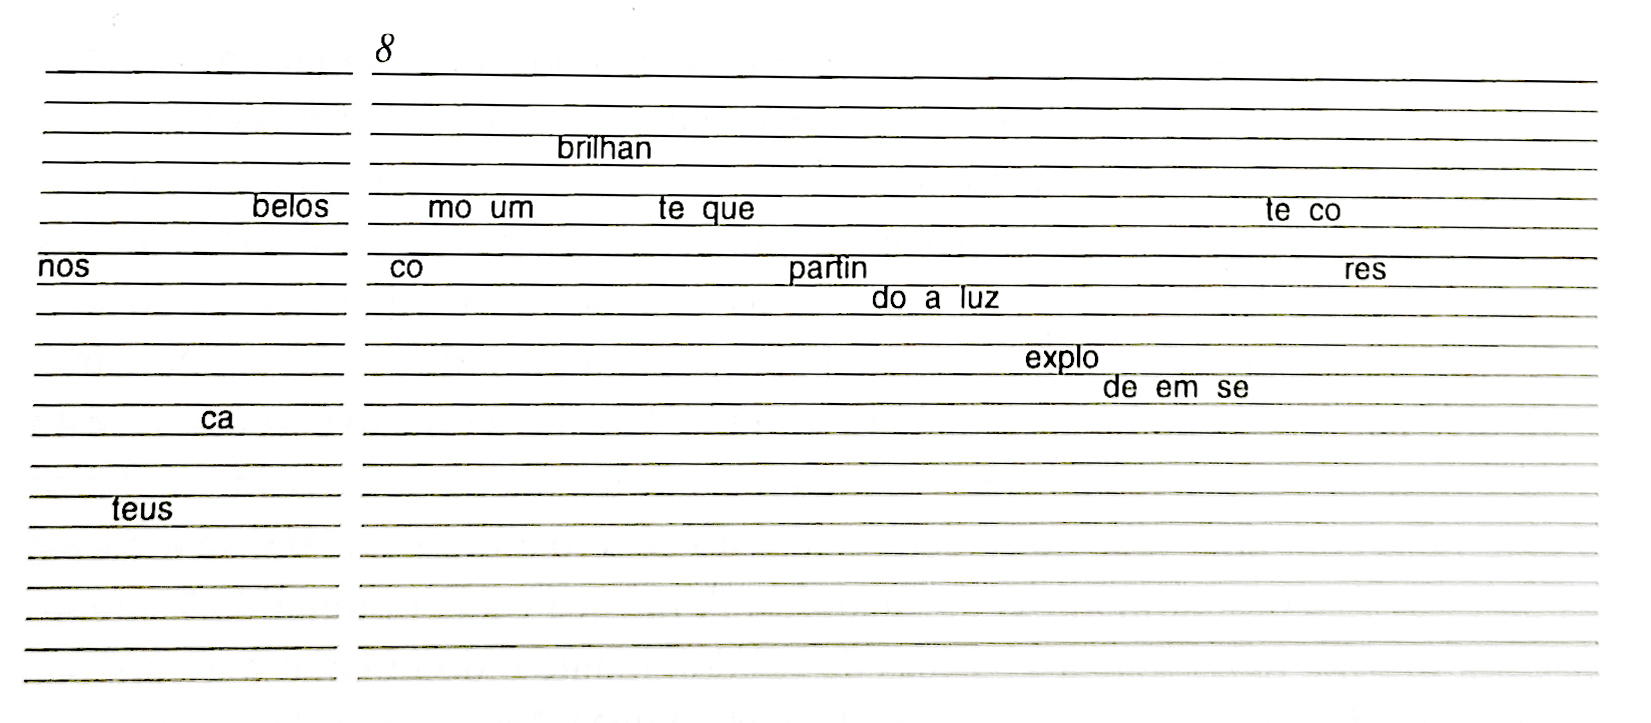 8
brilhan
belos mo um te que te co
nos co partin res
do a luz
explo
de em se
ca
teus